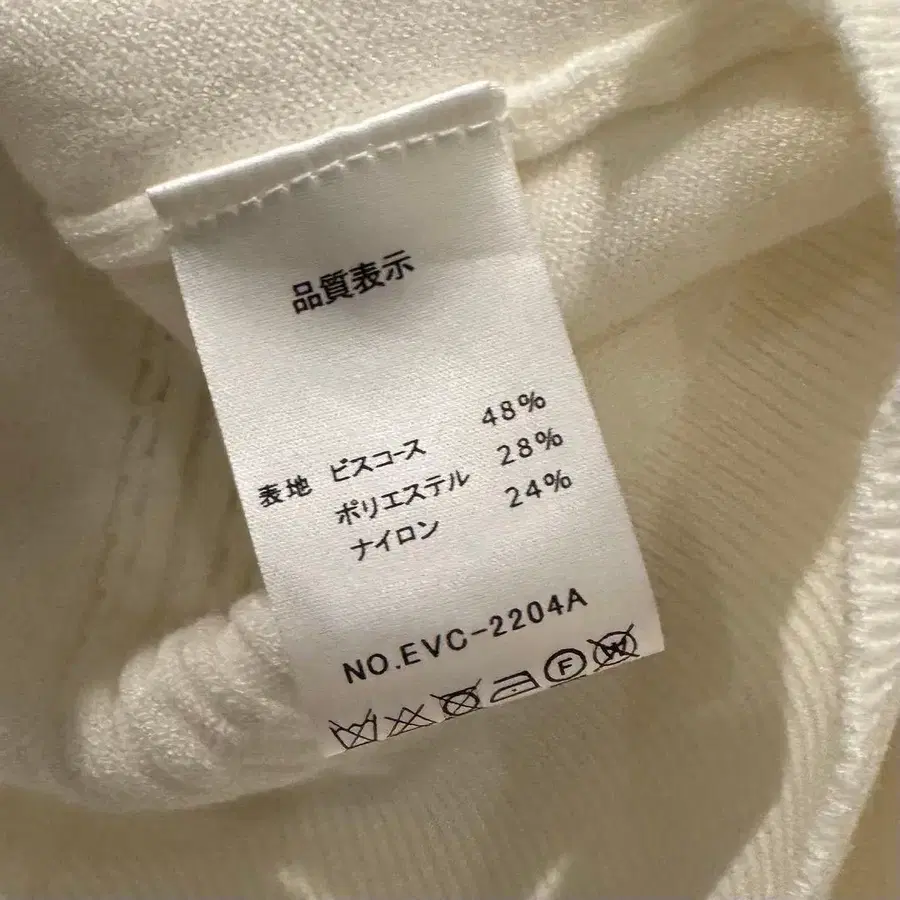 品質表示
表地 ビスコース 48%
ポリエステル 28%
ナイロン 24%
NO.EVC-2204A
F W